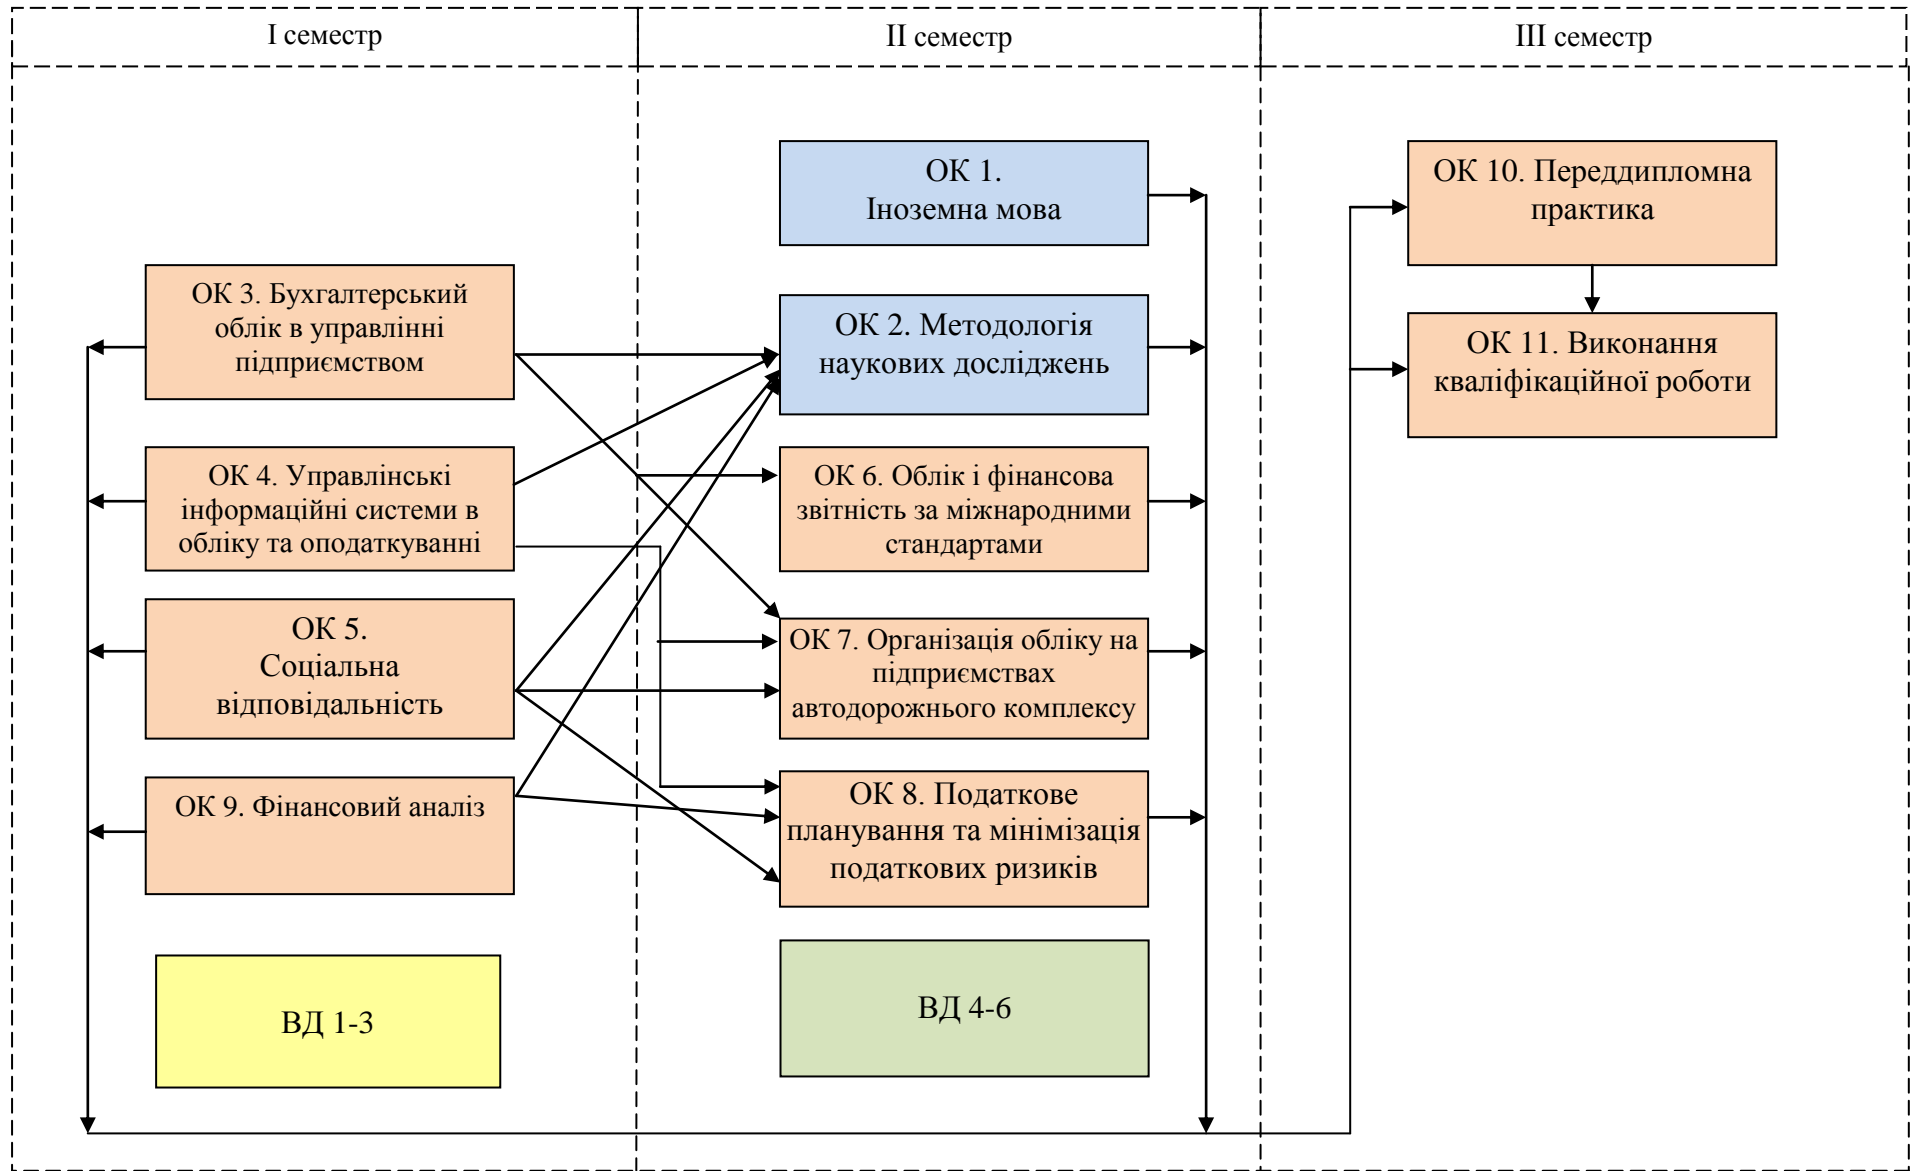 І семестр
ІІ семестр
ІІІ семестр
ОК 3. Бухгалтерський
облік в управлінні
підприємством
ОК 4. Управлінські
інформаційні системи в
обліку та оподаткуванні
ОК 5.
Соціальна
відповідальність
ОК 9. Фінансовий аналіз
ВД 1-3
ОК 1.
Іноземна мова
ОК 2. Методологія
наукових досліджень
ОК 6. Облік і фінансова
звітність за міжнародними
стандартами
ОК 7. Організація обліку на
підприємствах
автодорожнього комплексу
ОК 8. Податкове
планування та мінімізація
податкових ризиків
ВД 4-6
ОК 10. Переддипломна
практика
ОК 11. Виконання
кваліфікаційної роботи